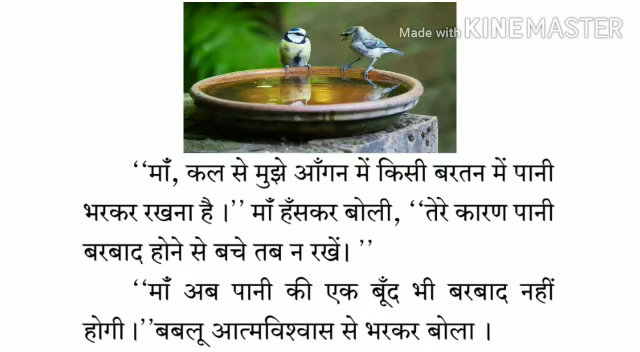 Made with KINEMASTER
‘‘माँ, कल से मुझे आँगन में किसी बरतन में पानी
भरकर रखना है ।’’ माँ हँसकर बोली, ‘‘तेरे कारण पानी
बरबाद होने से बचे तब न रखें। ’’
‘‘माँ अब पानी की एक बूँद भी बरबाद नहीं
होगी ।’’बबलू आत्मविश्वास से भरकर बोला ।